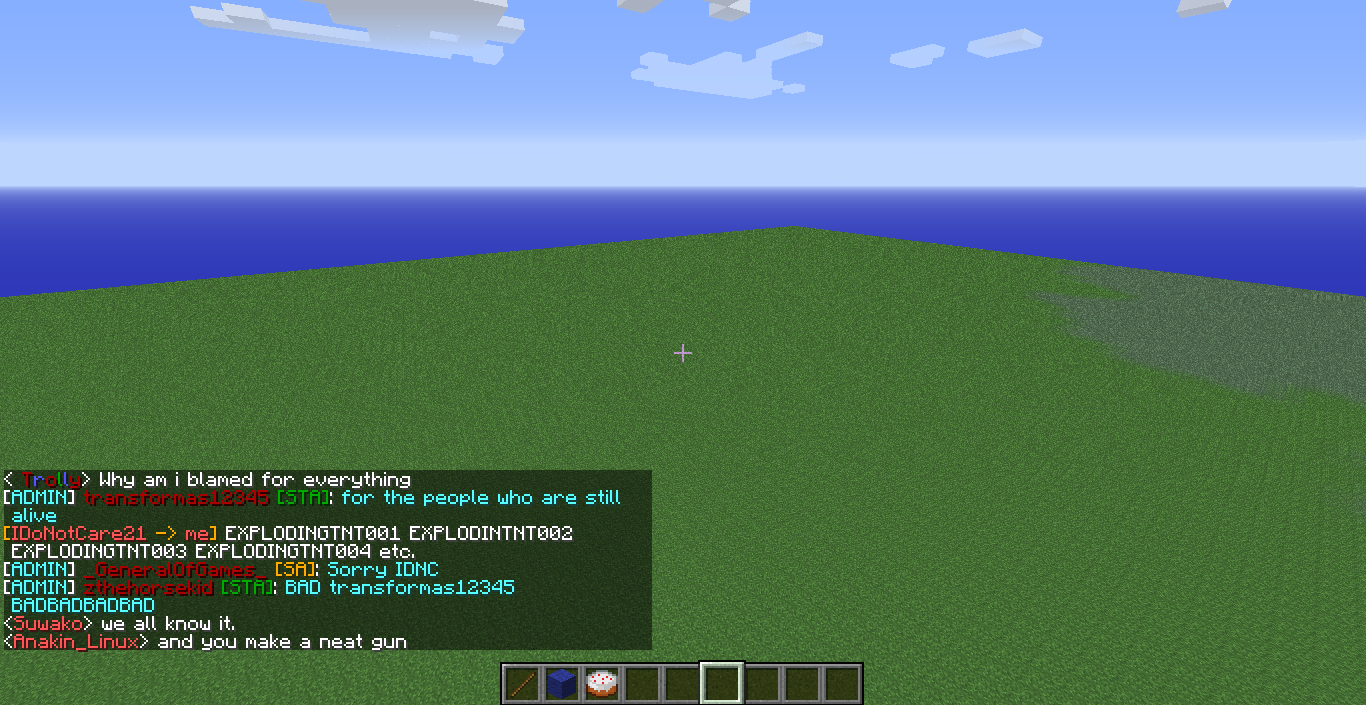 < Trolly> Why am i blamed for everything
[ADMIN] transformas12345 [STA]: for the people who are still
alive
[IDoNotCare21 -> me] EXPLODINGTNT001 EXPLODINTNT002
EXPLODINGTNT003 EXPLODINGTNT004 etc.
[ADMIN] _GeneralOfGames_ [SA]: Sorry IDNC
[ADMIN] zthehorsekid [STA]: BAD transformas12345
BADBADBADBAD
<Suwako> we all know it.
<Anakin_Linux> and you make a neat gun